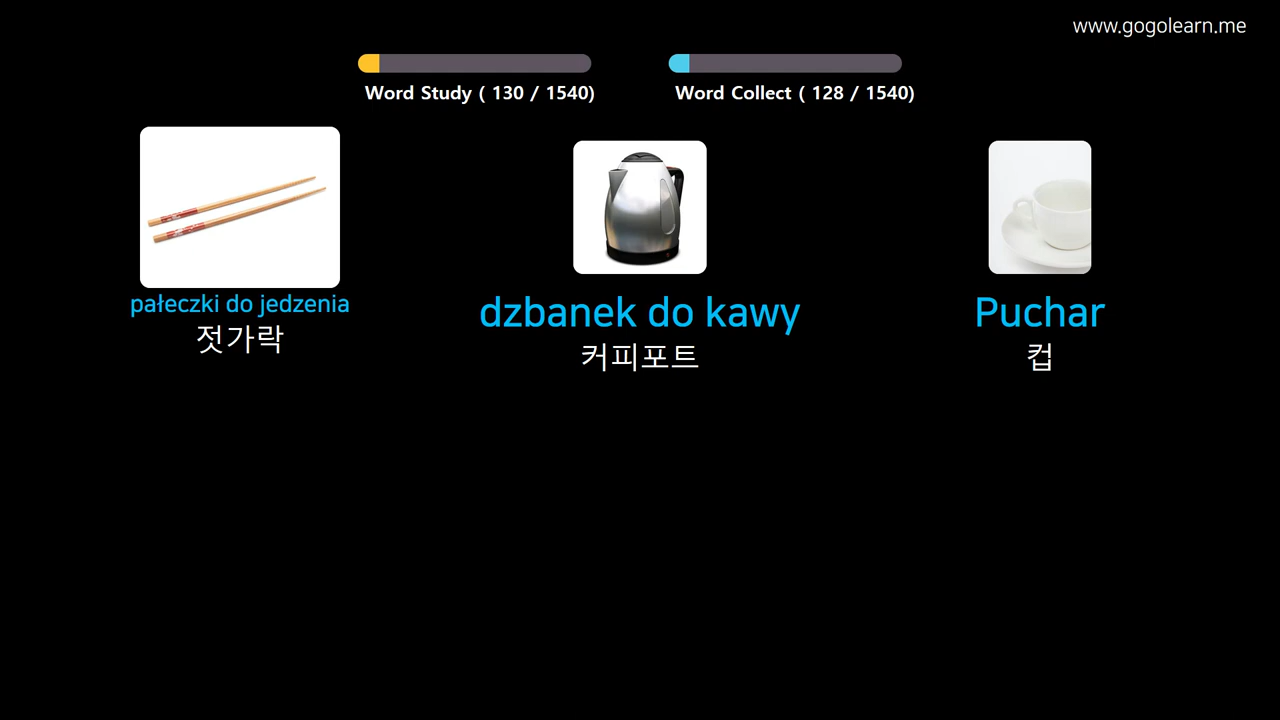 www.gogolearn.me
Word Study ( 130 / 1540)
Word Collect ( 128 / 1540)
pałeczki do jedzenia
젓가락
dzbanek do kawy
커피포트
Puchar
컵